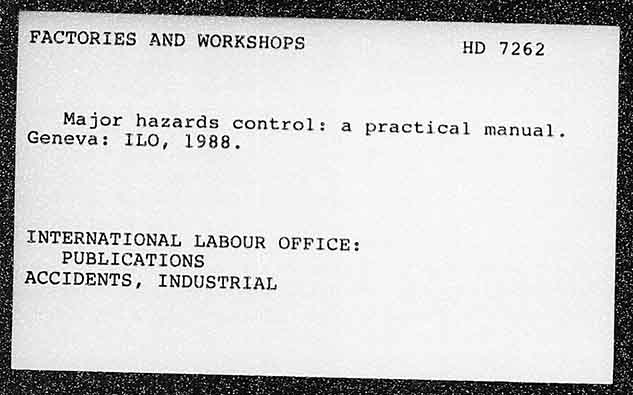 FACTORIES AND WORKSHOPS HD 7262
Major hazards control: a practical manual.
Geneva: ILO, 1988.
INTERNATIONAL LABOUR OFFICE:
PUBLICATIONS
ACCIDENTS, INDUSTRIAL